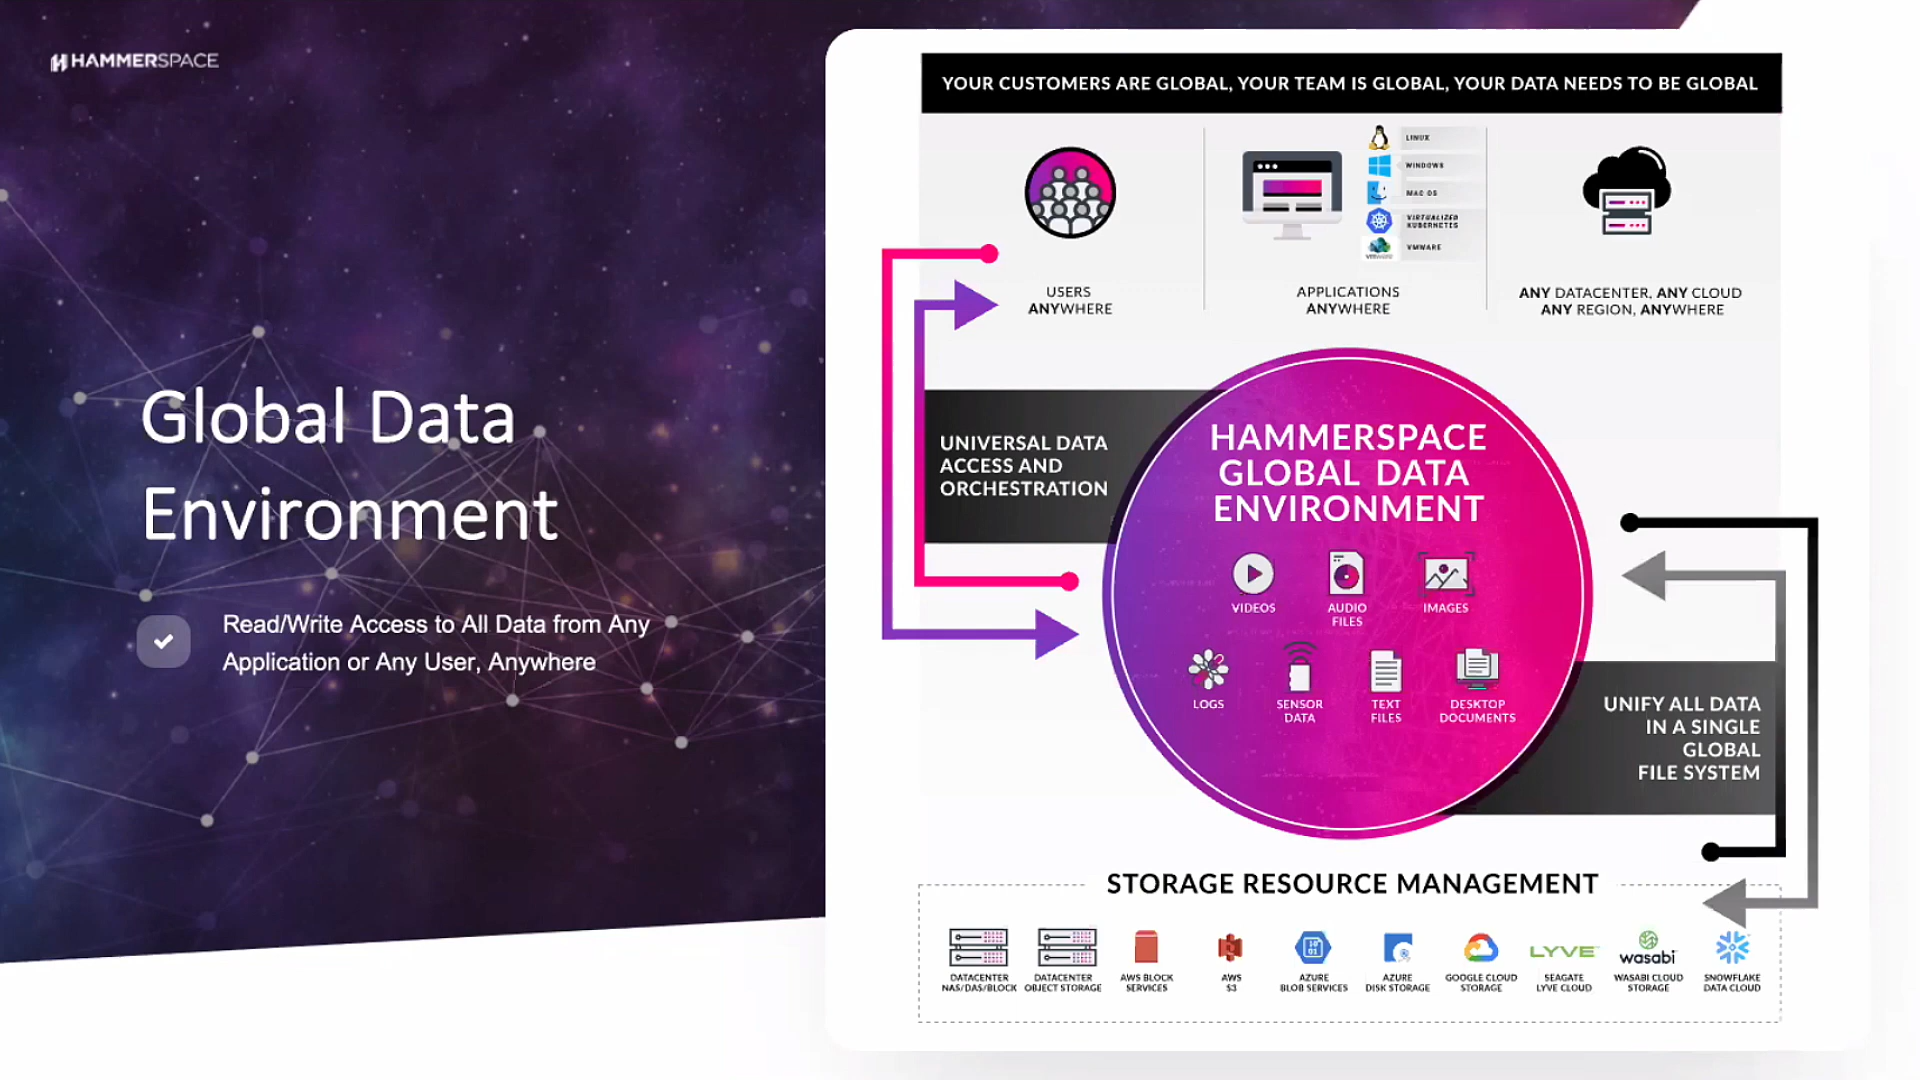 HAMMERSPACE
Global Data
Environment
Read/Write Access to All Data from Any
Application or Any User, Anywhere
YOUR CUSTOMERS ARE GLOBAL, YOUR TEAM IS GLOBAL, YOUR DATA NEEDS TO BE GLOBAL
LINUX
WINDOWS
MAC OS
VIRTUALIZED
KUBERNETES
vmware
VMWARE
USERS
ANYWHERE
APPLICATIONS
ANYWHERE
ANY DATACENTER, ANY CLOUD
ANY REGION, ANYWHERE
UNIVERSAL DATA
ACCESS AND
ORCHESTRATION
HAMMERSPACE
GLOBAL DATA
ENVIRONMENT
VIDEOS
AUDIO
FILES
IMAGES
LOGS
SENSOR
DATA
TEXT
FILES
DESKTOP
DOCUMENTS
UNIFY ALL DATA
IN A SINGLE
GLOBAL
FILE SYSTEM
STORAGE RESOURCE MANAGEMENT
DATACENTER
NAS/DAS/BLOCK
DATACENTER
OBJECT STORAGE
AWS BLOCK
SERVICES
AWS
S3
10
01
AZURE
BLOB SERVICES
AZURE
DISK STORAGE
GOOGLE CLOUD
STORAGE
LYVE
SEAGATE
LYVE CLOUD
wasabi
WASABI CLOUD
STORAGE
SNOWFLAKE
DATA CLOUD